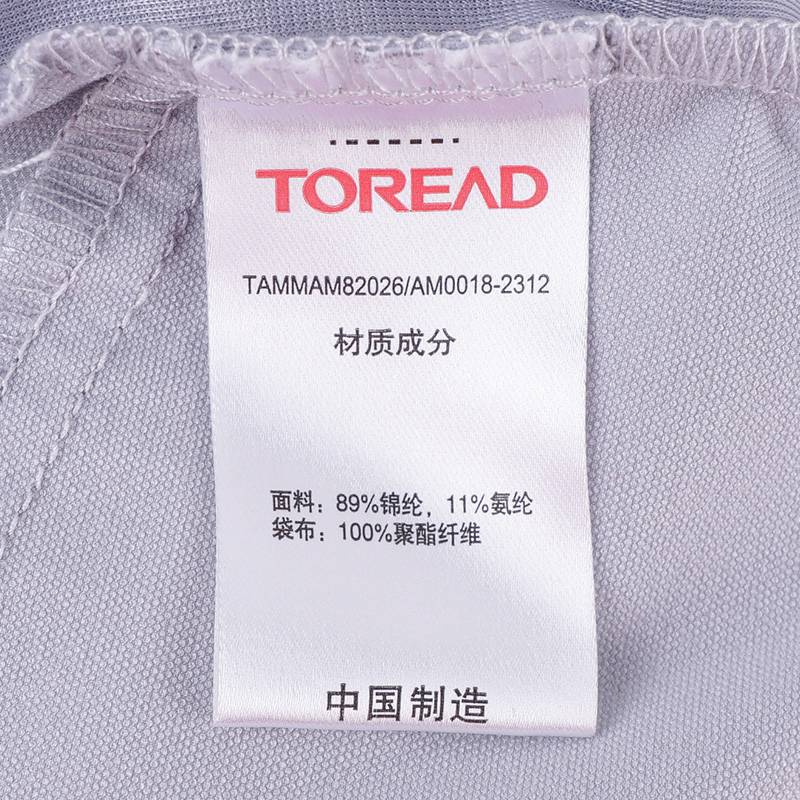 TOREAD
TAMMAM82026/AM0018-2312
材质成分
面料：89%锦纶，11%氨纶
袋布：100%聚酯纤维
中国制造